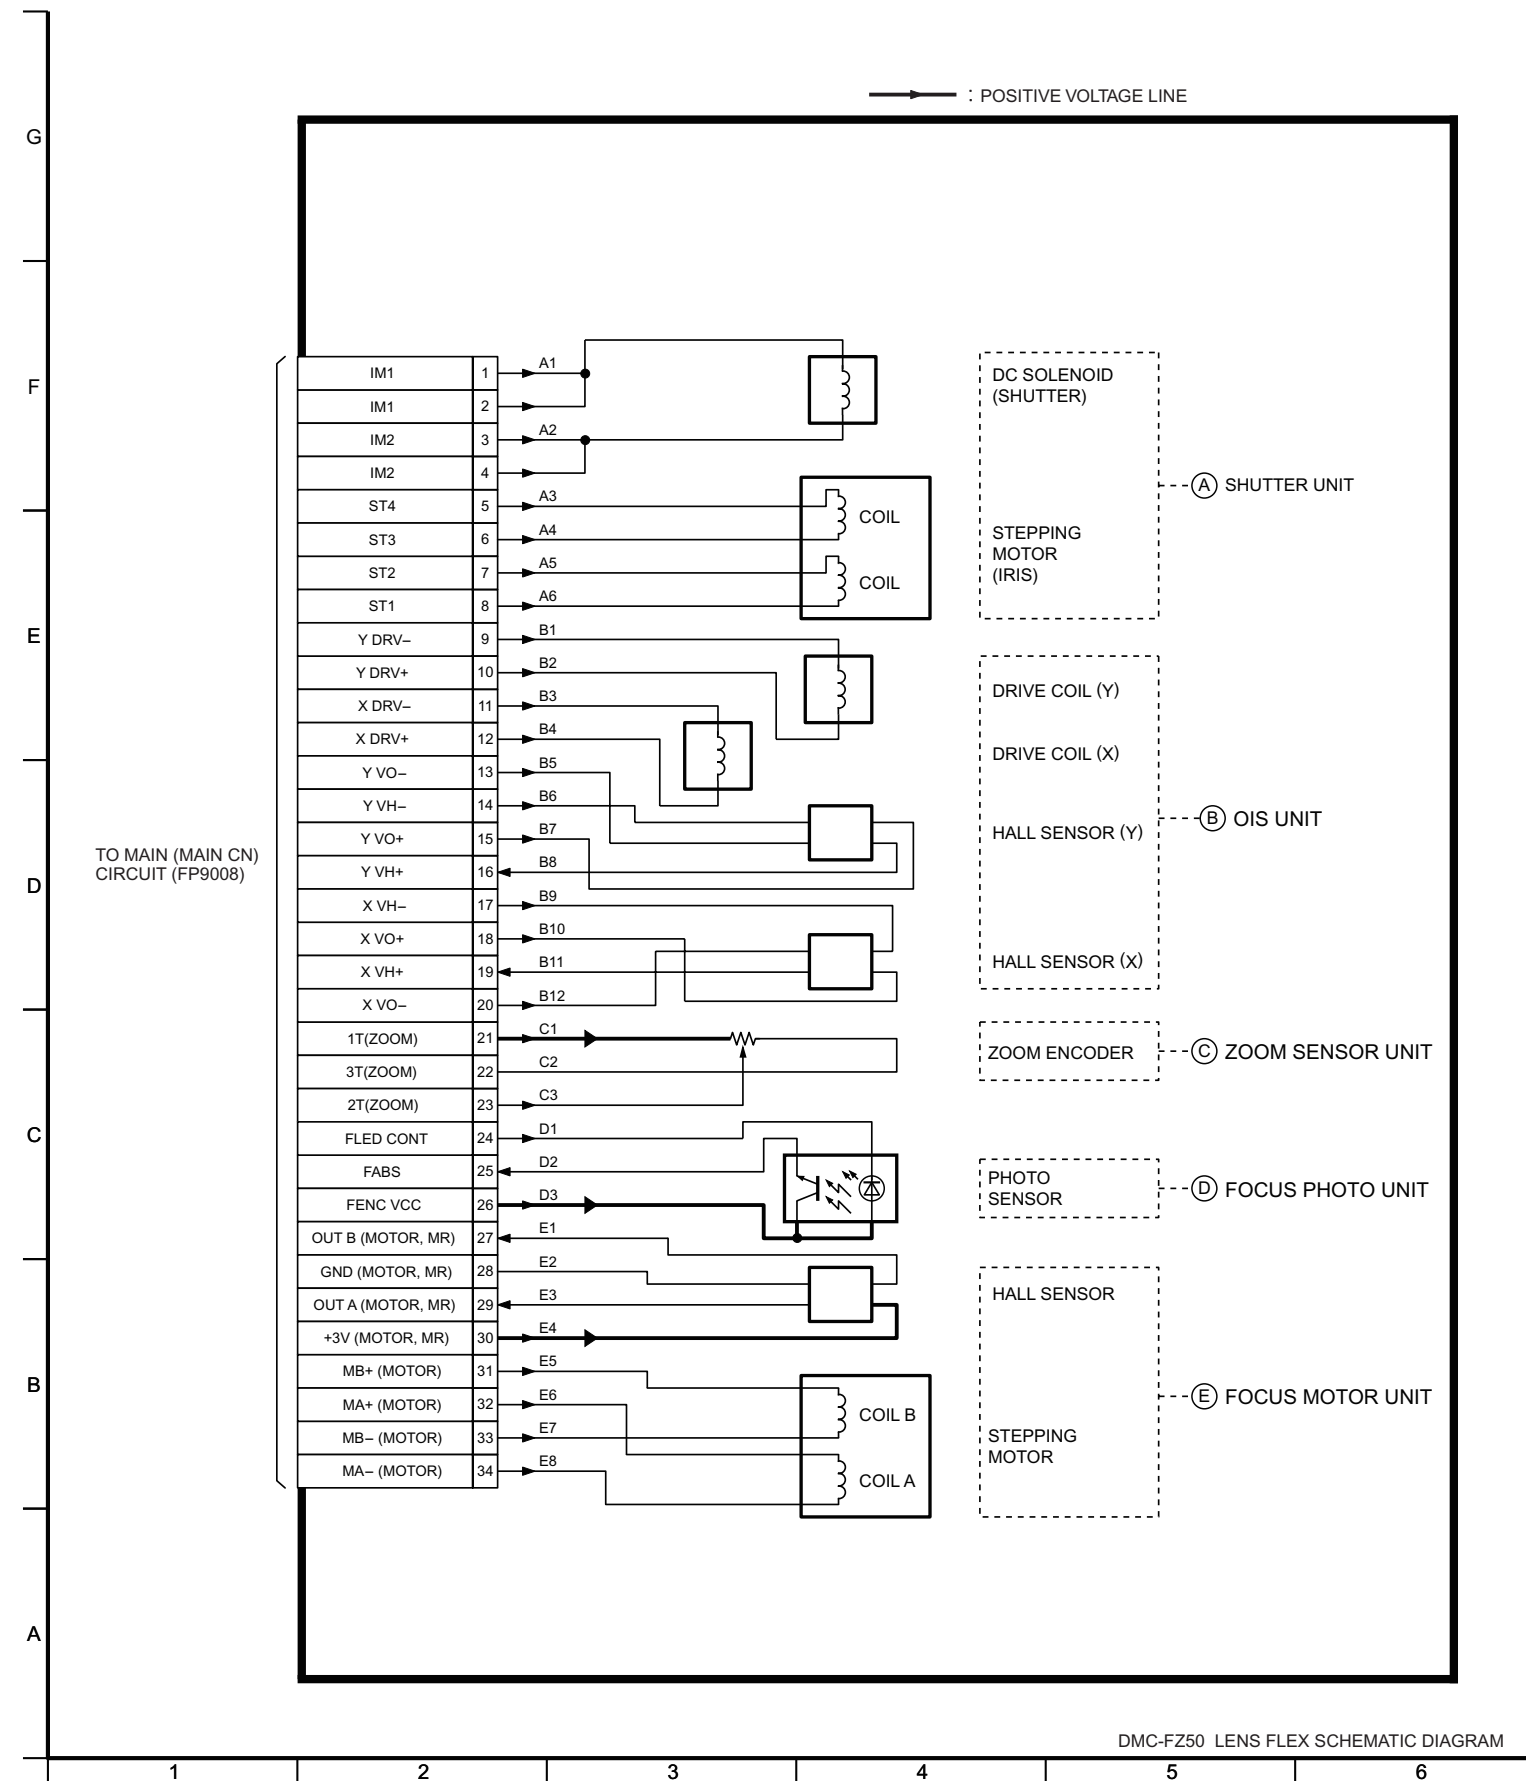 : POSITIVE VOLTAGE LINE
G
F
E
D
C
B
A
TO MAIN (MAIN CN)
CIRCUIT (FP9008)
IM1 1 A1
IM1 2
IM2 3 A2
IM2 4
ST4 5 A3
ST3 6 A4
ST2 7 A5
ST1 8 A6
Y DRV– 9 B1
Y DRV+ 10 B2
X DRV– 11 B3
X DRV+ 12 B4
Y VO– 13 B5
Y VH– 14 B6
Y VO+ 15 B7
Y VH+ 16 B8
X VH– 17 B9
X VO+ 18 B10
X VH+ 19 B11
X VO– 20 B12
1T(ZOOM) 21 C1
3T(ZOOM) 22 C2
2T(ZOOM) 23 C3
FLED CONT 24 D1
FABS 25 D2
FENC VCC 26 D3
OUT B (MOTOR, MR) 27 E1
GND (MOTOR, MR) 28 E2
OUT A (MOTOR, MR) 29 E3
+3V (MOTOR, MR) 30 E4
MB+ (MOTOR) 31 E5
MA+ (MOTOR) 32 E6
MB– (MOTOR) 33 E7
MA– (MOTOR) 34 E8
COIL
COIL
COIL B
COIL A
DC SOLENOID
(SHUTTER)
STEPPING
MOTOR
(IRIS)
A SHUTTER UNIT
DRIVE COIL (Y)
DRIVE COIL (X)
HALL SENSOR (Y)
HALL SENSOR (X)
B OIS UNIT
ZOOM ENCODER
C ZOOM SENSOR UNIT
PHOTO
SENSOR
D FOCUS PHOTO UNIT
HALL SENSOR
STEPPING
MOTOR
E FOCUS MOTOR UNIT
DMC-FZ50 LENS FLEX SCHEMATIC DIAGRAM
1 2 3 4 5 6